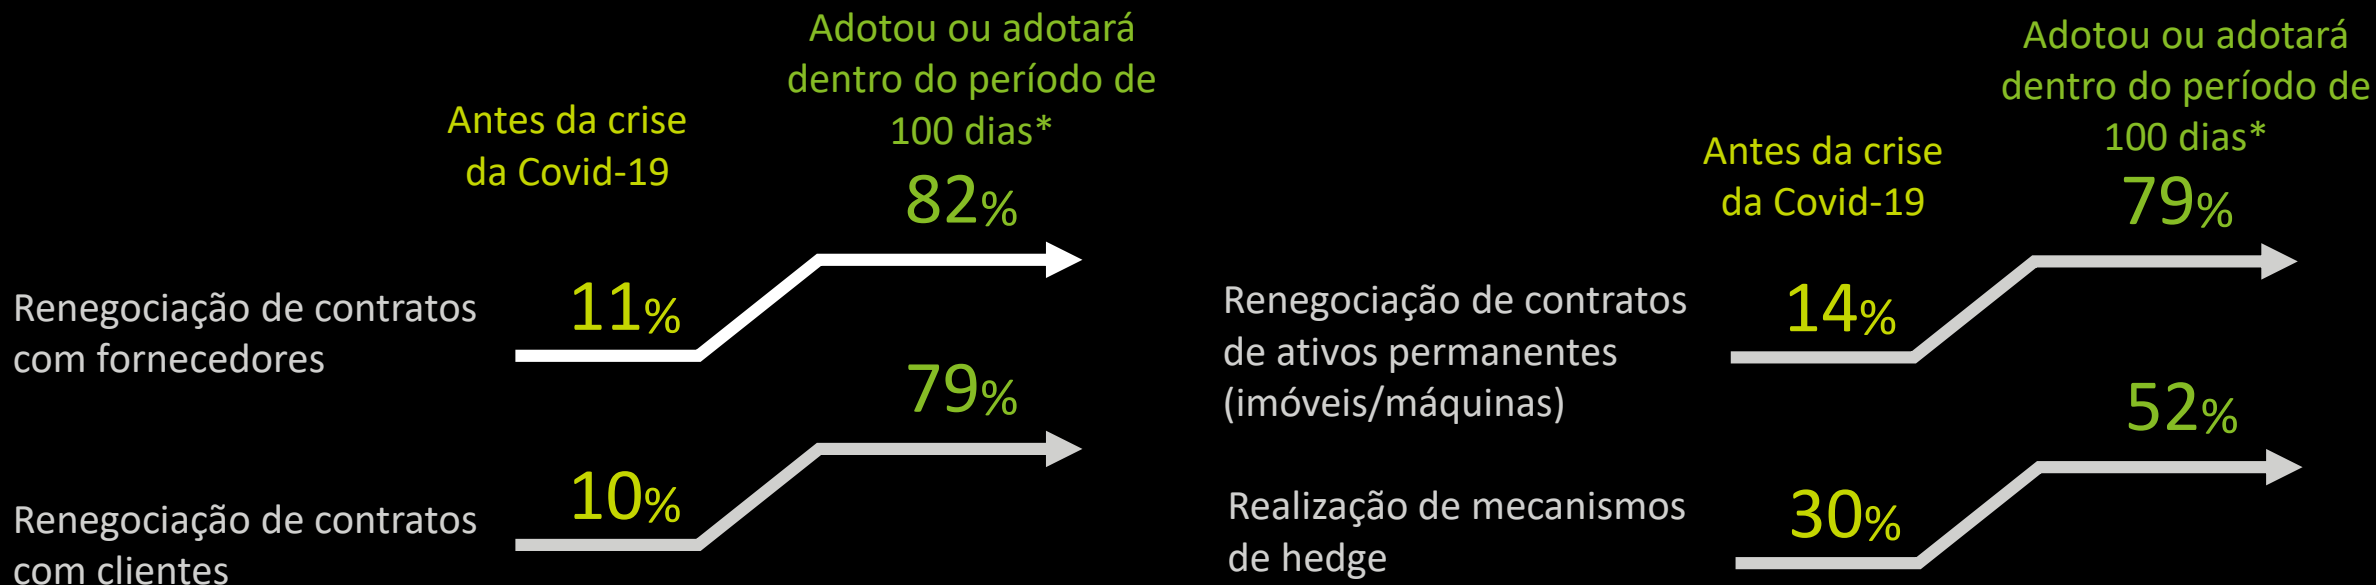 Antes da crise
da Covid-19
Adotou ou adotará
dentro do período de
100 dias*
Renegociação de contratos
com fornecedores
11%
82%
Renegociação de contratos
com clientes
10%
79%
Antes da crise
da Covid-19
Adotou ou adotará
dentro do período de
100 dias*
Renegociação de contratos
de ativos permanentes
(imóveis/máquinas)
14%
79%
Realização de mecanismos
de hedge
30%
52%